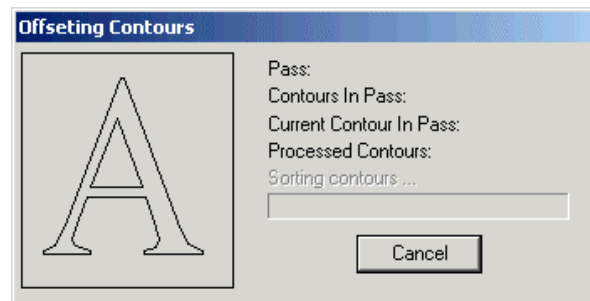 Offseting Contours
A
Pass:
Contours In Pass:
Current Contour In Pass:
Processed Contours:
Sorting contours ...
Cancel